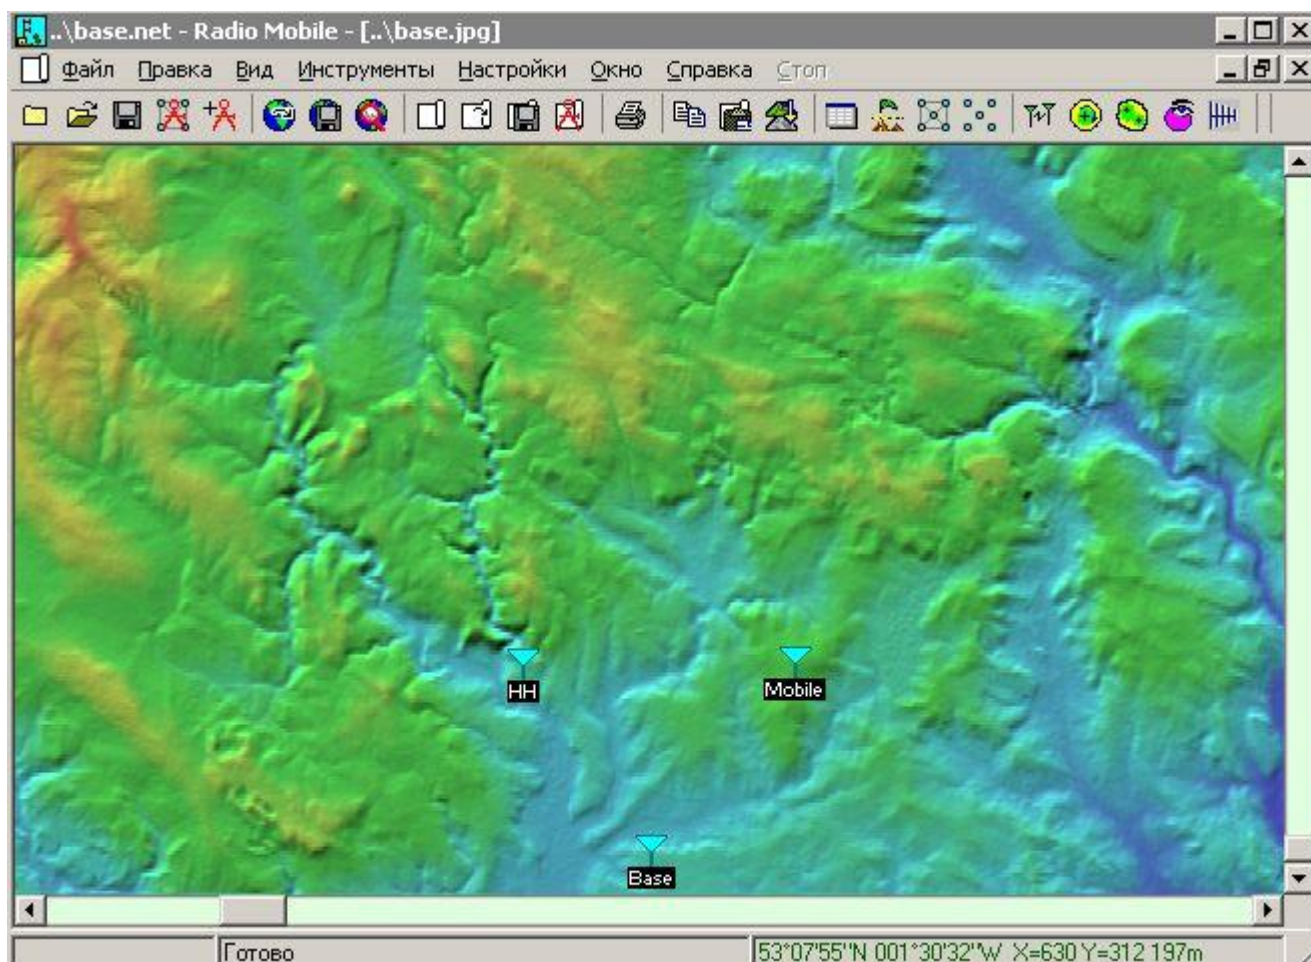 ..\base.net - Radio Mobile - [..\base.jpg]
Файл Правка Вид Инструменты Настройки Окно Справка Стоп
HH
Mobile
Base
Готово 53°07'55"N 001°30'32"W X=630 Y=312 197m